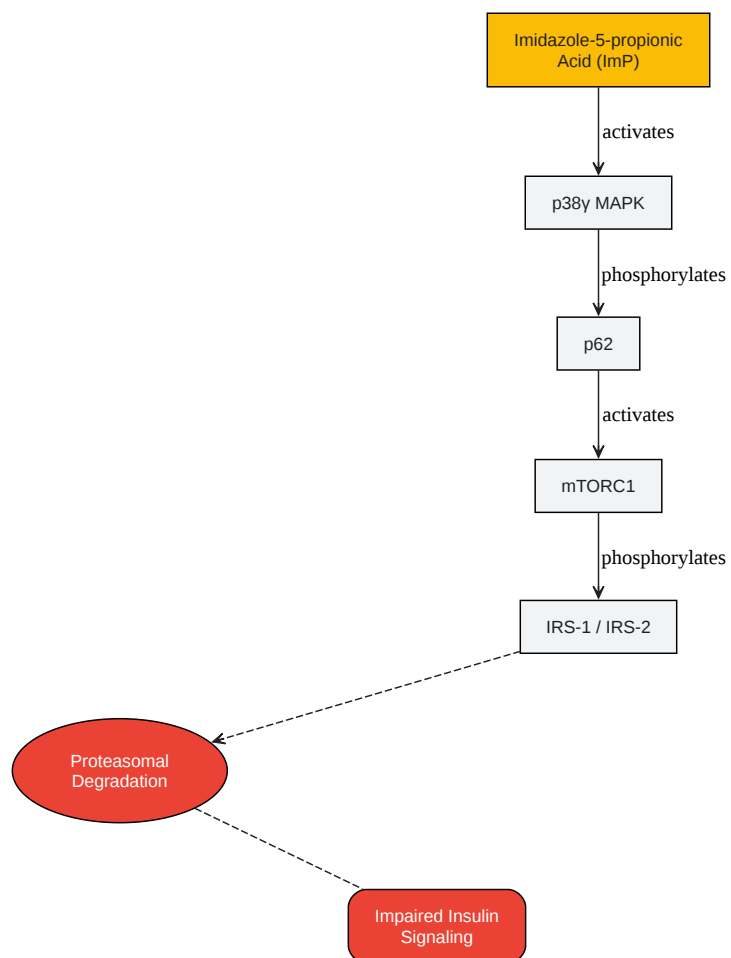 Imidazole-5-propionic
Acid (ImP)
activates
p38γ MAPK
phosphorylates
p62
activates
mTORC1
phosphorylates
IRS-1 / IRS-2
Proteasomal
Degradation
Impaired Insulin
Signaling